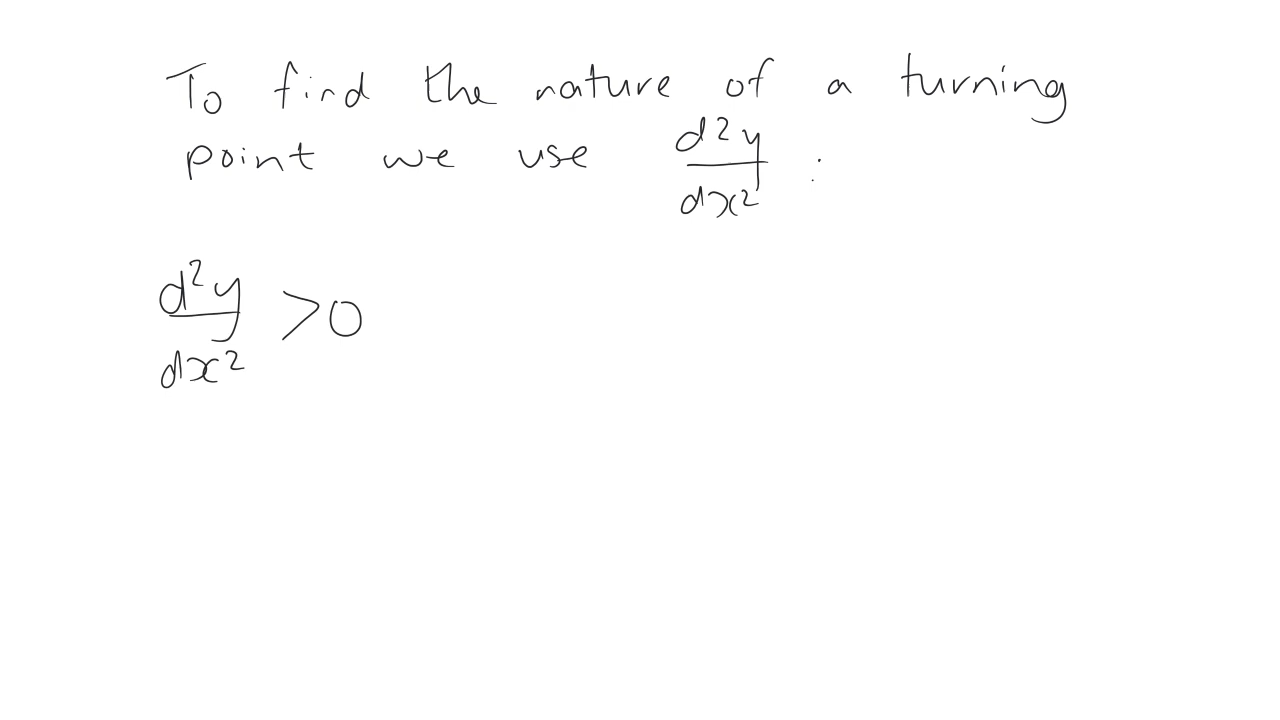 To find the nature of a turning
point we use d²y/dx² :
d²y/dx² > 0